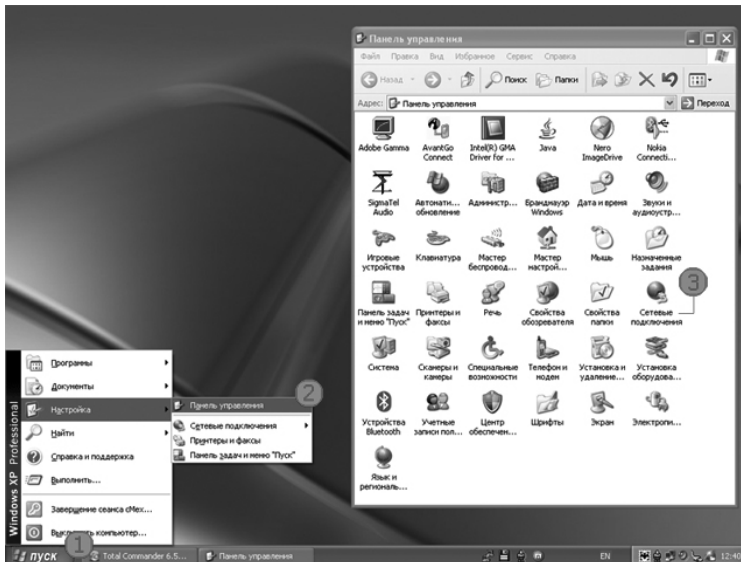 Панель управления
Файл Правка Вид Избранное Сервис Справка
Назад Поиск Папки
Адрес: Панель управления Переход
Adobe Gamma AvantGo Connect Intel(R) GMA Driver for ... Java Nero ImageDrive Nokia Connecti...
SigmaTel Audio Автомати... обновление Администр... Брандмауэр Windows Дата и время Звуки и аудиоустр...
Игровые устройства Клавиатура Мастер беспровод... Мастер настрой... Мышь Назначенные задания
3
Панель задач и меню "Пуск" Принтеры и факсы Речь Свойства обозревателя Свойства папки Сетевые подключения
Система Сканеры и камеры Специальные возможности Телефон и модем Установка и удаление... Установка оборудова...
Устройства Bluetooth Учетные записи пол... Центр обеспечен... Шрифты Экран Электропи...
Язык и региональ...
Windows XP Professional
Программы
Документы
Настройка
Найти
Справка и поддержка
Выполнить...
Завершение сеанса cMex...
Выключить компьютер...
2
Панель управления
Сетевые подключения
Принтеры и факсы
Панель задач и меню "Пуск"
1
пуск Total Commander 6.5... Панель управления EN 12:40